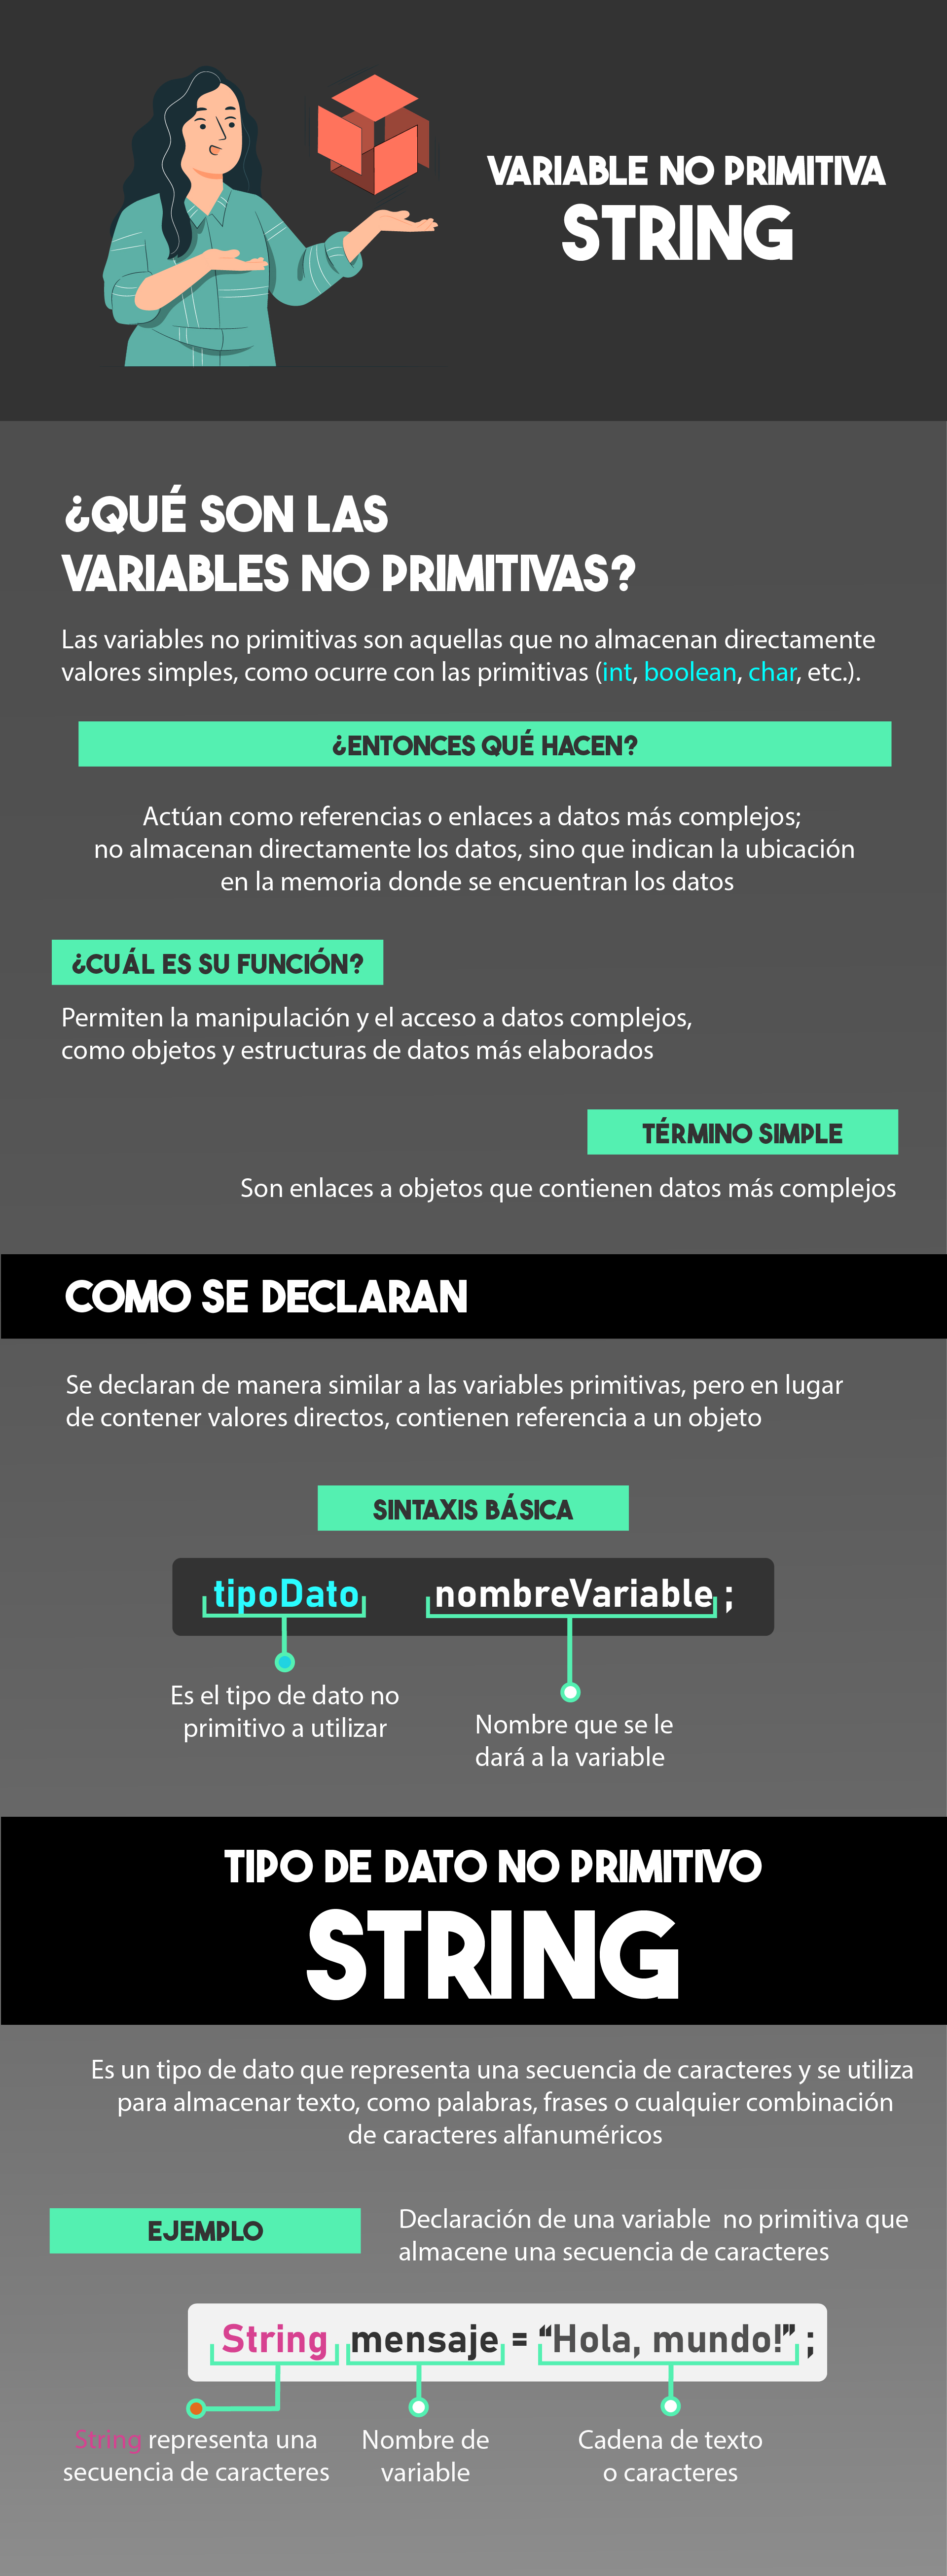 VARIABLE NO PRIMITIVA
STRING
¿QUÉ SON LAS
VARIABLES NO PRIMITIVAS?
Las variables no primitivas son aquellas que no almacenan directamente
valores simples, como ocurre con las primitivas (int, boolean, char, etc.).
¿ENTONCES QUÉ HACEN?
Actúan como referencias o enlaces a datos más complejos;
no almacenan directamente los datos, sino que indican la ubicación
en la memoria donde se encuentran los datos
¿CUÁL ES SU FUNCIÓN?
Permiten la manipulación y el acceso a datos complejos,
como objetos y estructuras de datos más elaborados
TÉRMINO SIMPLE
Son enlaces a objetos que contienen datos más complejos
COMO SE DECLARAN
Se declaran de manera similar a las variables primitivas, pero en lugar
de contener valores directos, contienen referencia a un objeto
SINTAXIS BÁSICA
tipoDato nombreVariable ;
Es el tipo de dato no
primitivo a utilizar
Nombre que se le
dará a la variable
TIPO DE DATO NO PRIMITIVO
STRING
Es un tipo de dato que representa una secuencia de caracteres y se utiliza
para almacenar texto, como palabras, frases o cualquier combinación
de caracteres alfanuméricos
EJEMPLO
Declaración de una variable no primitiva que
almacene una secuencia de caracteres
String mensaje = “Hola, mundo!” ;
String representa una
secuencia de caracteres
Nombre de
variable
Cadena de texto
o caracteres